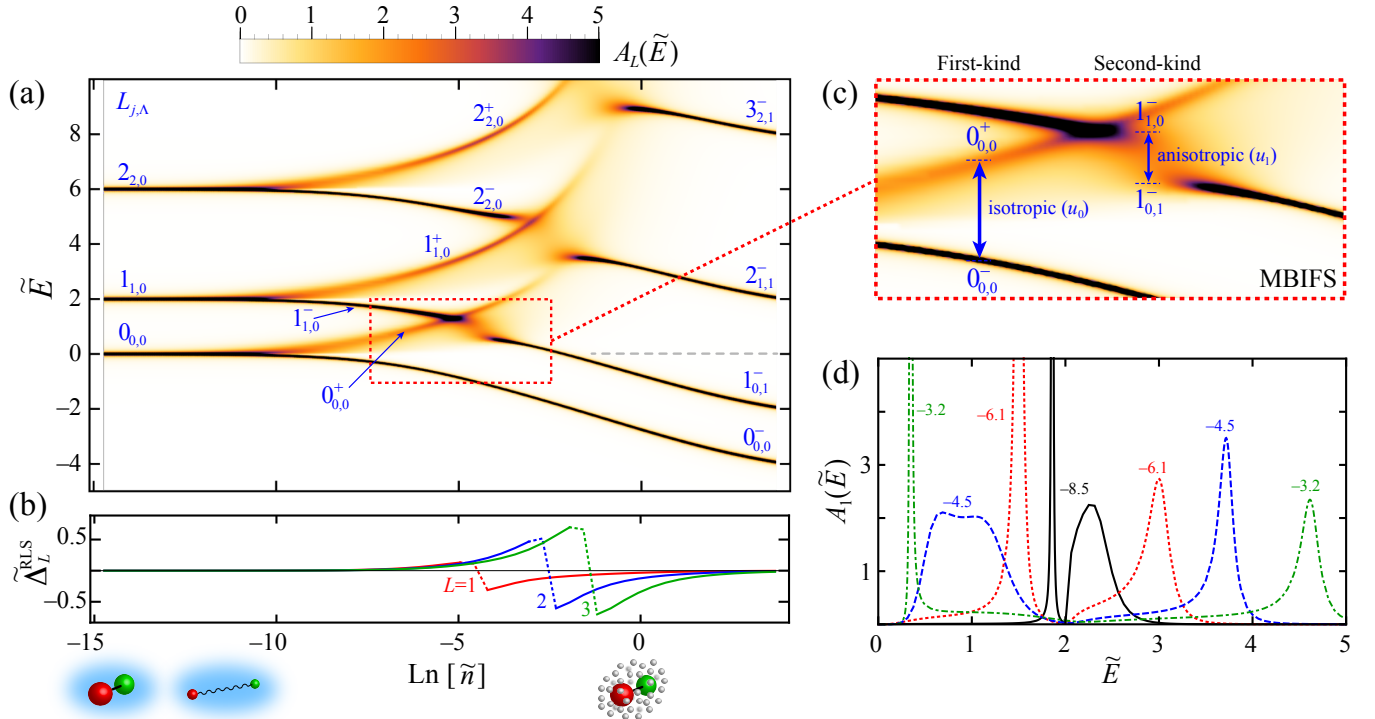 0 1 2 3 4 5
A_L(Ẽ)
(a)
L_{j,Λ}
2_{2,0}
1_{1,0}
0_{0,0}
2^+_{2,0}
2^-_{2,0}
1^+_{1,0}
1^-_{1,0}
0^+_{0,0}
3^-_{2,1}
2^-_{1,1}
1^-_{0,1}
0^-_{0,0}
Ẽ
8
6
4
2
0
−2
−4
(b)
Δ̃_L^{RLS}
0.5
0
−0.5
L=1
2
3
−15 −10 −5 0
Ln [ñ]
First-kind Second-kind
(c)
0^+_{0,0}
1^-_{1,0}
anisotropic (u_1)
1^-_{0,1}
isotropic (u_0)
0^-_{0,0}
MBIFS
(d)
A_1(Ẽ)
3
1
−3.2
−6.1
−4.5
−8.5
−6.1
−4.5
−3.2
0 1 2 3 4 5
Ẽ